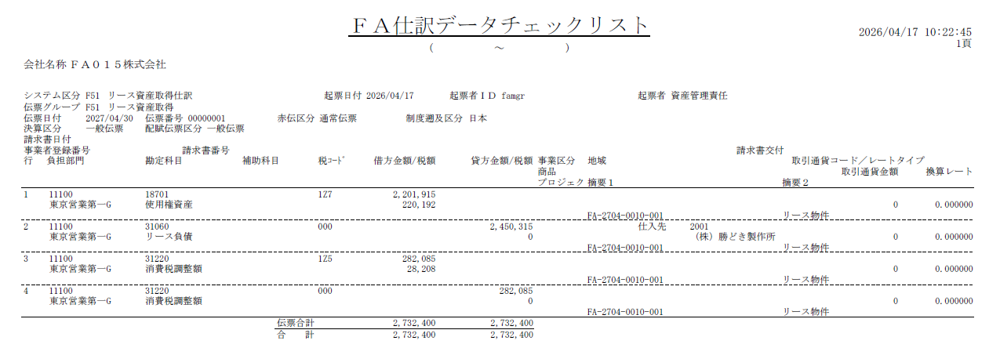 ＦＡ仕訳データチェックリスト
2026/04/17 10:22:45
(　　～　　)
1頁
会社名称 ＦＡ０１５株式会社
システム区分 F51 リース資産取得仕訳 起票日付 2026/04/17 起票者ＩＤ famgr 起票者 資産管理責任
伝票グループ F51 リース資産取得
伝票日付 2027/04/30 伝票番号 00000001 赤伝区分 通常伝票 制度遡及区分 日本
決算区分 一般伝票 配賦伝票区分 一般伝票
請求書日付
事業者登録番号 請求書番号 請求書交付
行 負担部門 勘定科目 補助科目 税ｺｰﾄﾞ 借方金額/税額 貸方金額/税額 事業区分 地域 取引通貨コード／レートタイプ
商品 取引通貨金額 換算レート
プロジェク 摘要１ 摘要２
1 11100 18701 1Z7 2,201,915
東京営業第一G 使用権資産 220,192 0 0.000000
FA-2704-0010-001 リース物件
2 11100 31060 000 2,450,315 仕入先 2001
東京営業第一G リース負債 0 （株）勝どき製作所 0 0.000000
FA-2704-0010-001 リース物件
3 11100 31220 1Z5 282,085
東京営業第一G 消費税調整額 28,208 0 0.000000
FA-2704-0010-001 リース物件
4 11100 31220 000 282,085
東京営業第一G 消費税調整額 0 0 0.000000
FA-2704-0010-001 リース物件
伝票合計 2,732,400 2,732,400
合　計 2,732,400 2,732,400